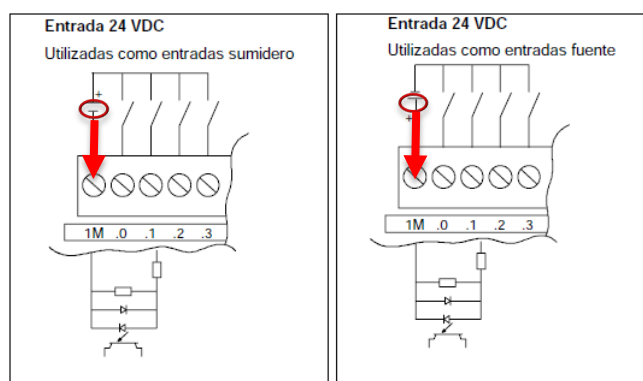 Entrada 24 VDC
Utilizadas como entradas sumidero
+
1M .0 .1 .2 .3
Entrada 24 VDC
Utilizadas como entradas fuente
+
1M .0 .1 .2 .3